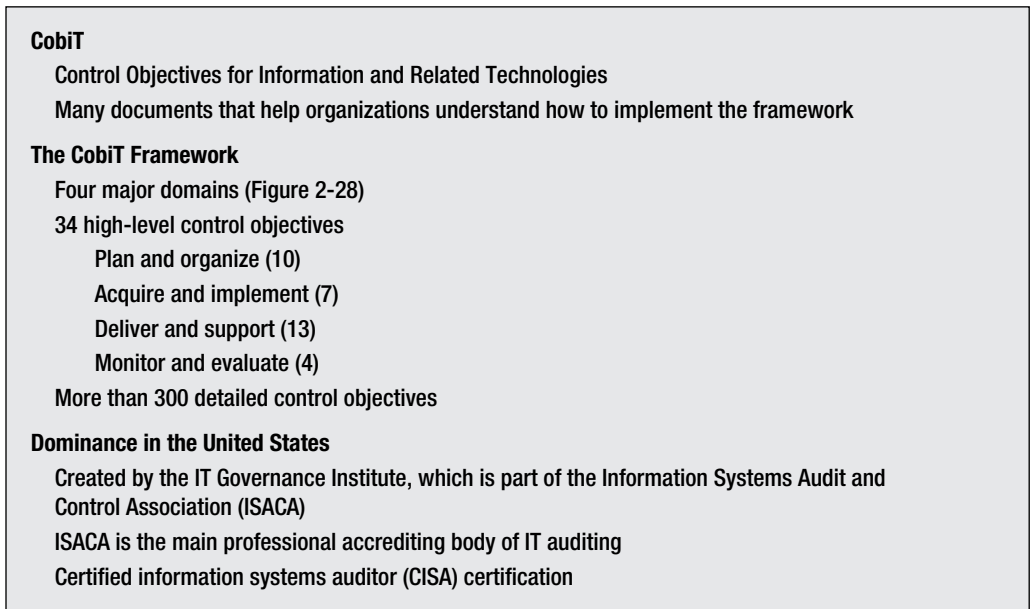 CobiT
Control Objectives for Information and Related Technologies
Many documents that help organizations understand how to implement the framework
The CobiT Framework
Four major domains (Figure 2-28)
34 high-level control objectives
Plan and organize (10)
Acquire and implement (7)
Deliver and support (13)
Monitor and evaluate (4)
More than 300 detailed control objectives
Dominance in the United States
Created by the IT Governance Institute, which is part of the Information Systems Audit and
Control Association (ISACA)
ISACA is the main professional accrediting body of IT auditing
Certified information systems auditor (CISA) certification